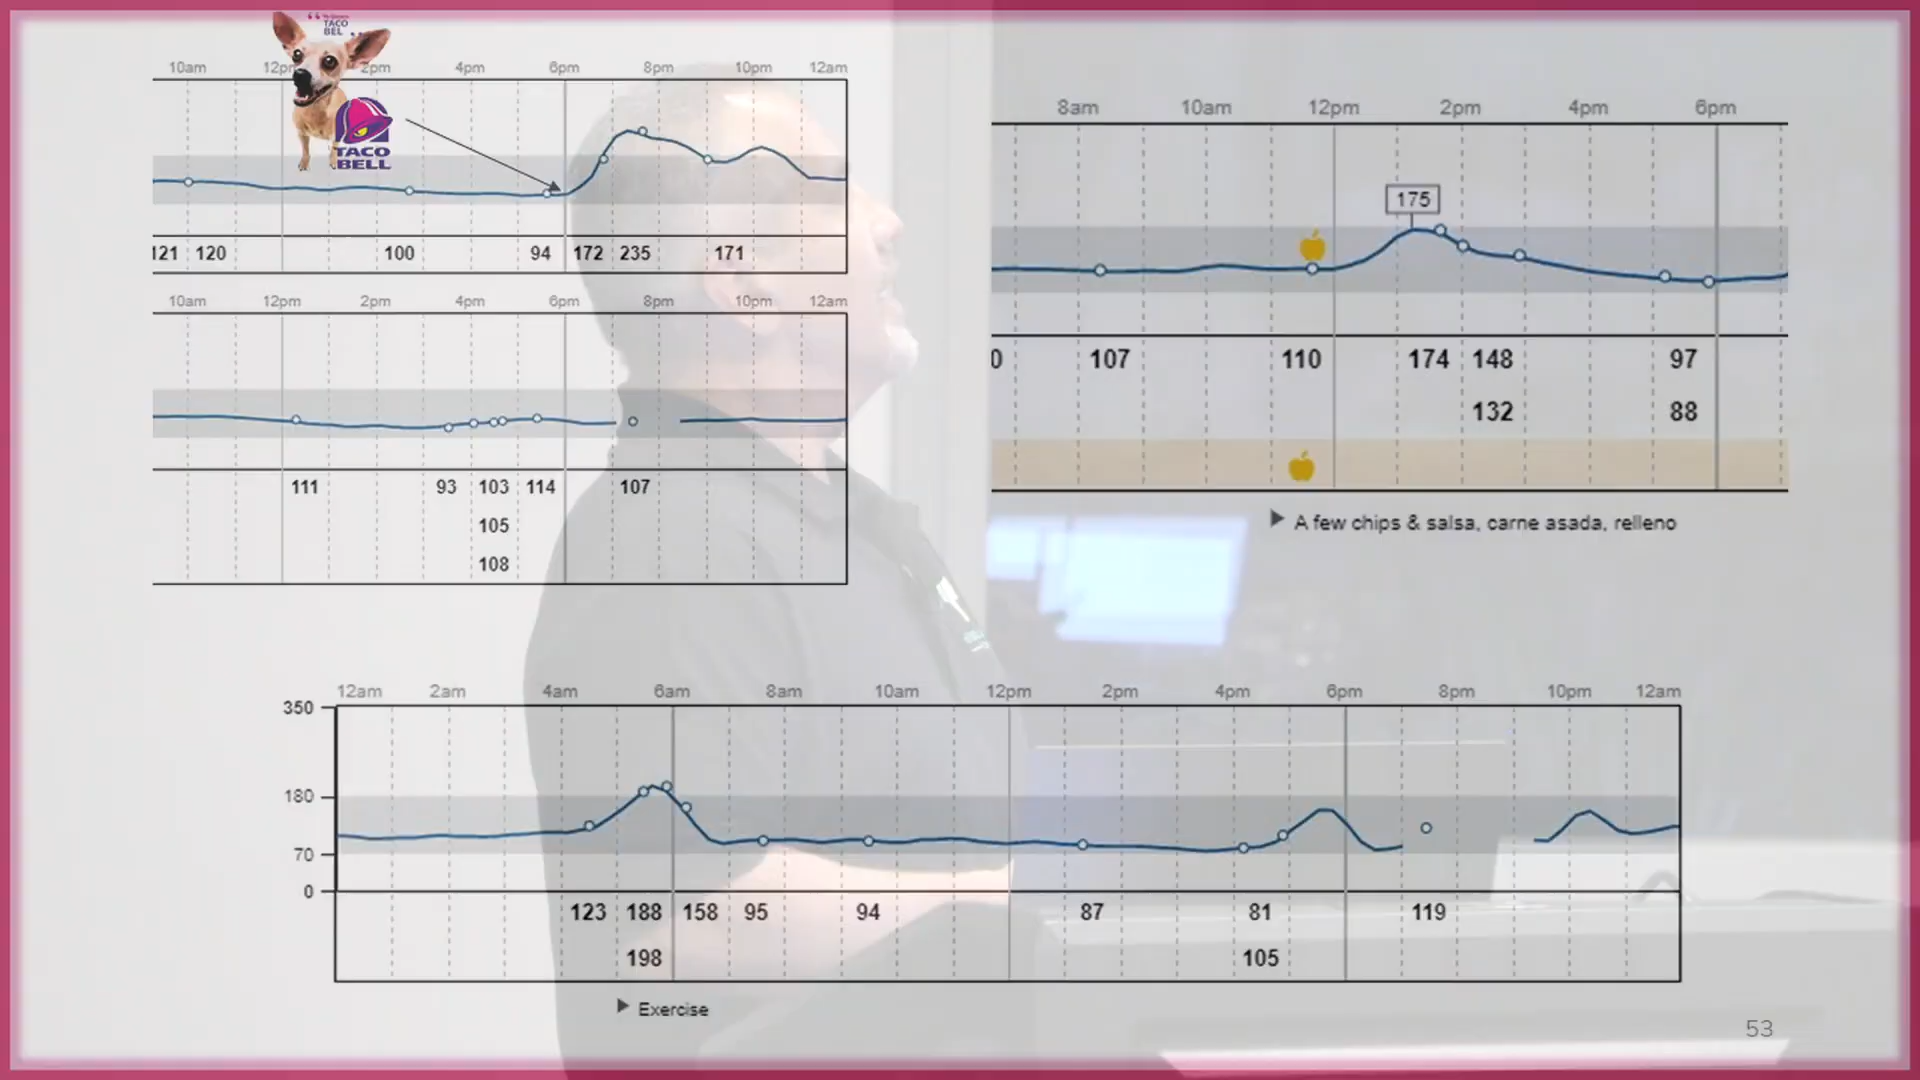 TACO
BEL
10am 12pm 2pm 4pm 6pm 8pm 10pm 12am
TACO
BELL
121 120 100 94 172 235 171
10am 12pm 2pm 4pm 6pm 8pm 10pm 12am
111 93 103 114 107
105
108
8am 10am 12pm 2pm 4pm 6pm
175
0 107 110 174 148 97
132 88
A few chips & salsa, carne asada, relleno
12am 2am 4am 6am 8am 10am 12pm 2pm 4pm 6pm 8pm 10pm 12am
350
180
70
0
123 188 158 95 94 87 81 119
198 105
Exercise
53